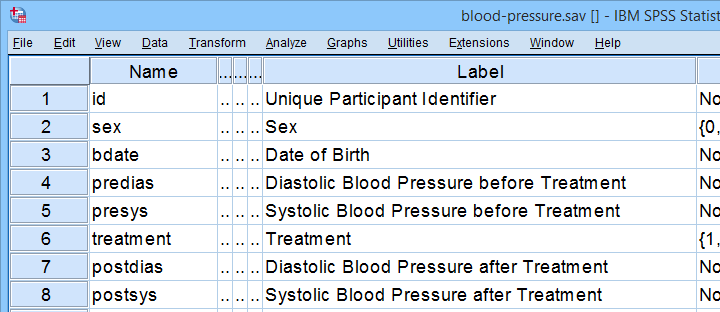 blood-pressure.sav [] - IBM SPSS Statist
File Edit View Data Transform Analyze Graphs Utilities Extensions Window Help
Name ... ... ... Label
1 id .. .. .. Unique Participant Identifier No
2 sex .. .. .. Sex {0,
3 bdate .. .. .. Date of Birth No
4 predias .. .. .. Diastolic Blood Pressure before Treatment No
5 presys .. .. .. Systolic Blood Pressure before Treatment No
6 treatment .. .. .. Treatment {1,
7 postdias .. .. .. Diastolic Blood Pressure after Treatment No
8 postsys .. .. .. Systolic Blood Pressure after Treatment No